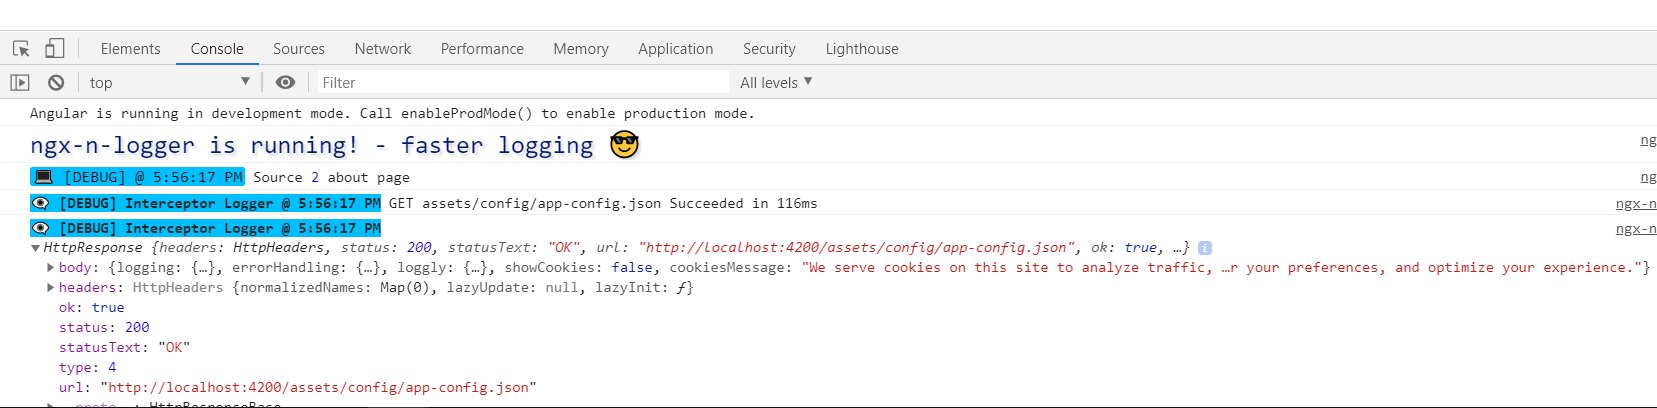 Elements Console Sources Network Performance Memory Application Security Lighthouse
top Filter All levels
Angular is running in development mode. Call enableProdMode() to enable production mode.
ngx-n-logger is running! - faster logging 😎 ng
💻 [DEBUG] @ 5:56:17 PM Source 2 about page ng
👁️‍🗨️ [DEBUG] Interceptor Logger @ 5:56:17 PM GET assets/config/app-config.json Succeeded in 116ms ngx-n
👁️‍🗨️ [DEBUG] Interceptor Logger @ 5:56:17 PM ngx-n
▼HttpResponse {headers: HttpHeaders, status: 200, statusText: "OK", url: "http://localhost:4200/assets/config/app-config.json", ok: true, …} i
▶body: {logging: {…}, errorHandling: {…}, loggly: {…}, showCookies: false, cookiesMessage: "We serve cookies on this site to analyze traffic, …r your preferences, and optimize your experience."}
▶headers: HttpHeaders {normalizedNames: Map(0), lazyUpdate: null, lazyInit: ƒ}
ok: true
status: 200
statusText: "OK"
type: 4
url: "http://localhost:4200/assets/config/app-config.json"
▶__proto__: HttpResponseBase